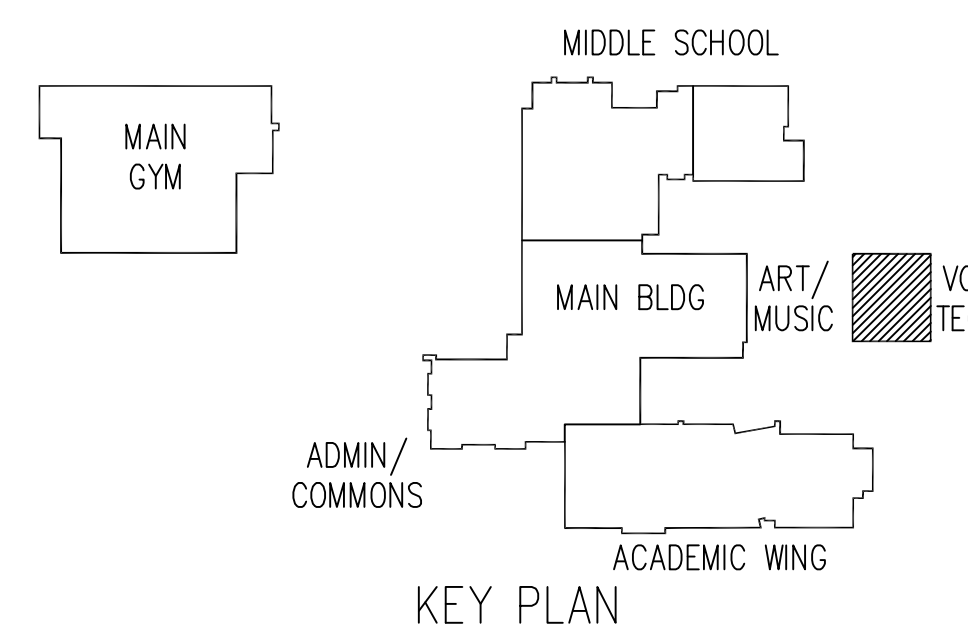 MIDDLE SCHOOL
MAIN
GYM
MAIN BLDG
ART/
MUSIC
ADMIN/
COMMONS
ACADEMIC WING
KEY PLAN